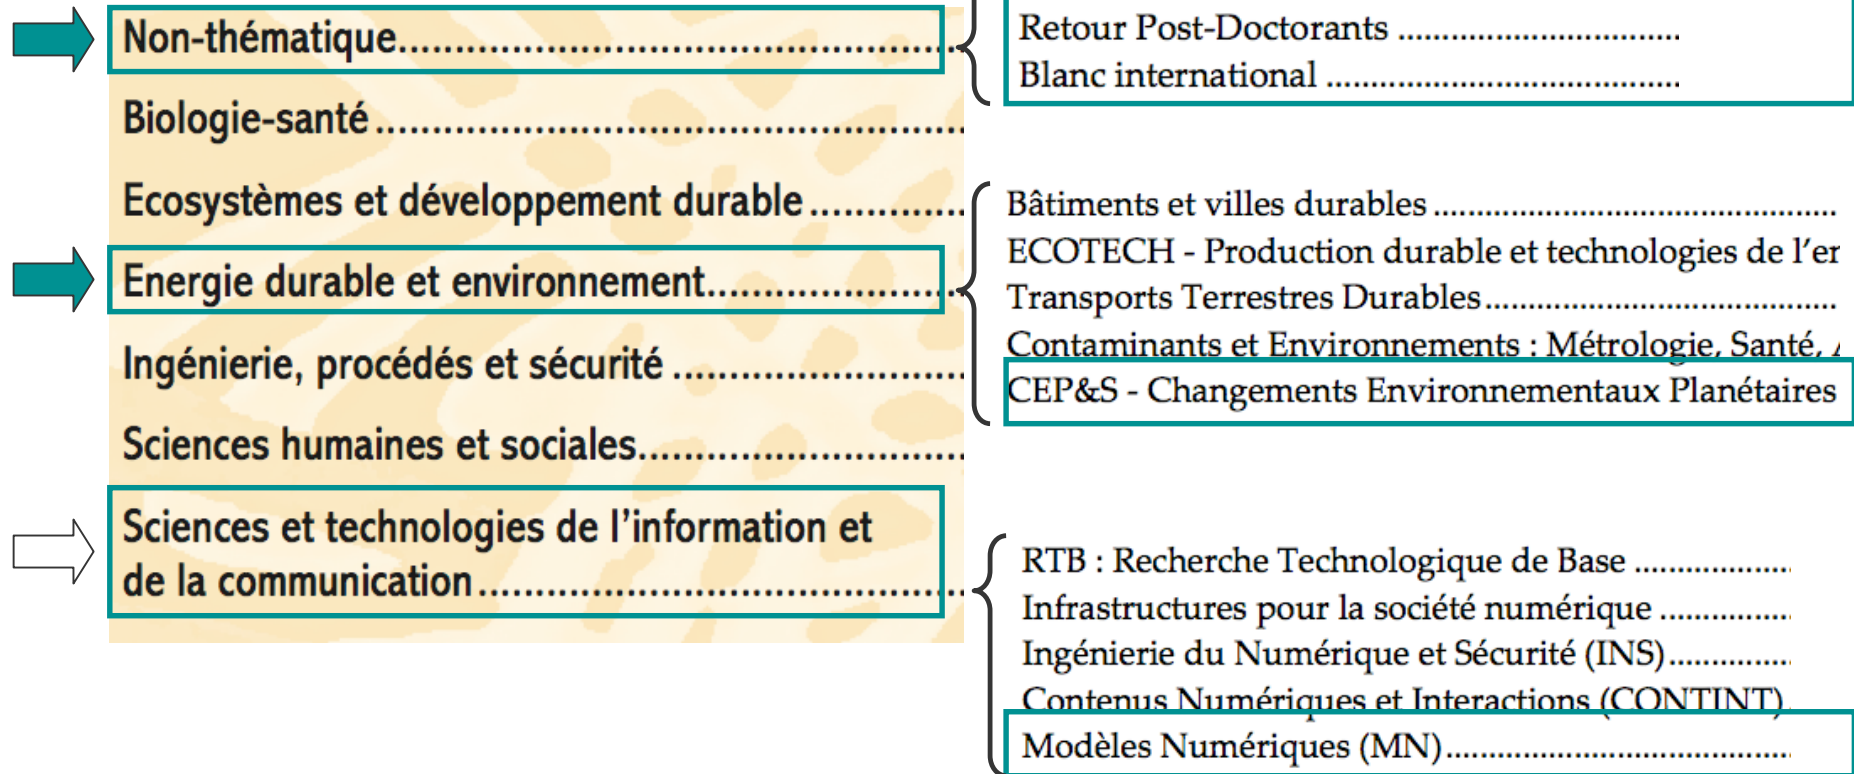 Non-thématique
Biologie-santé
Ecosystèmes et développement durable
Energie durable et environnement
Ingénierie, procédés et sécurité
Sciences humaines et sociales
Sciences et technologies de l'information et
de la communication
Retour Post-Doctorants
Blanc international
Bâtiments et villes durables
ECOTECH - Production durable et technologies de l'er
Transports Terrestres Durables
Contaminants et Environnements : Métrologie, Santé,
CEP&S - Changements Environnementaux Planétaires
RTB : Recherche Technologique de Base
Infrastructures pour la société numérique
Ingénierie du Numérique et Sécurité (INS)
Contenus Numériques et Interactions (CONTINT)
Modèles Numériques (MN)